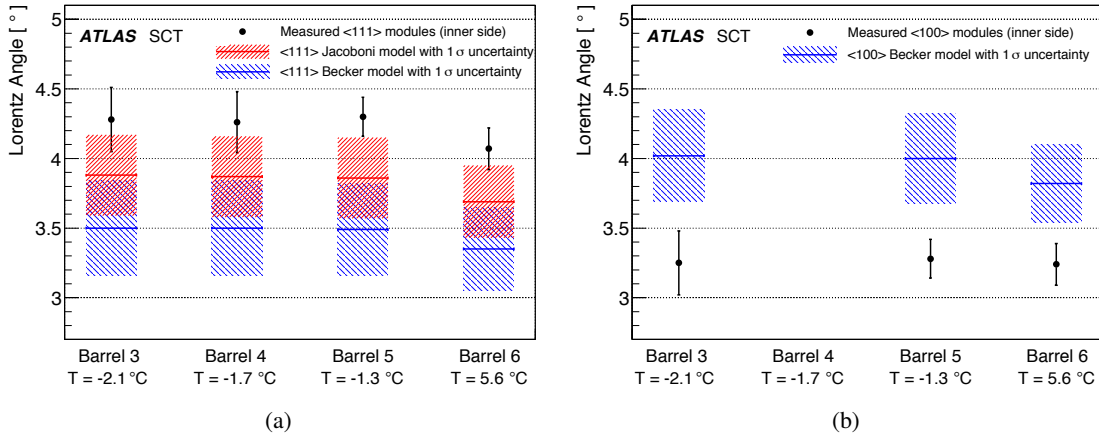 Lorentz Angle [ ° ]
5
4.5
4
3.5
3
ATLAS SCT
Measured <111> modules (inner side)
<111> Jacoboni model with 1 σ uncertainty
<111> Becker model with 1 σ uncertainty
Barrel 3 Barrel 4 Barrel 5 Barrel 6
T = -2.1 °C T = -1.7 °C T = -1.3 °C T = 5.6 °C
(a)
Lorentz Angle [ ° ]
5
4.5
4
3.5
3
ATLAS SCT
Measured <100> modules (inner side)
<100> Becker model with 1 σ uncertainty
Barrel 3 Barrel 4 Barrel 5 Barrel 6
T = -2.1 °C T = -1.7 °C T = -1.3 °C T = 5.6 °C
(b)